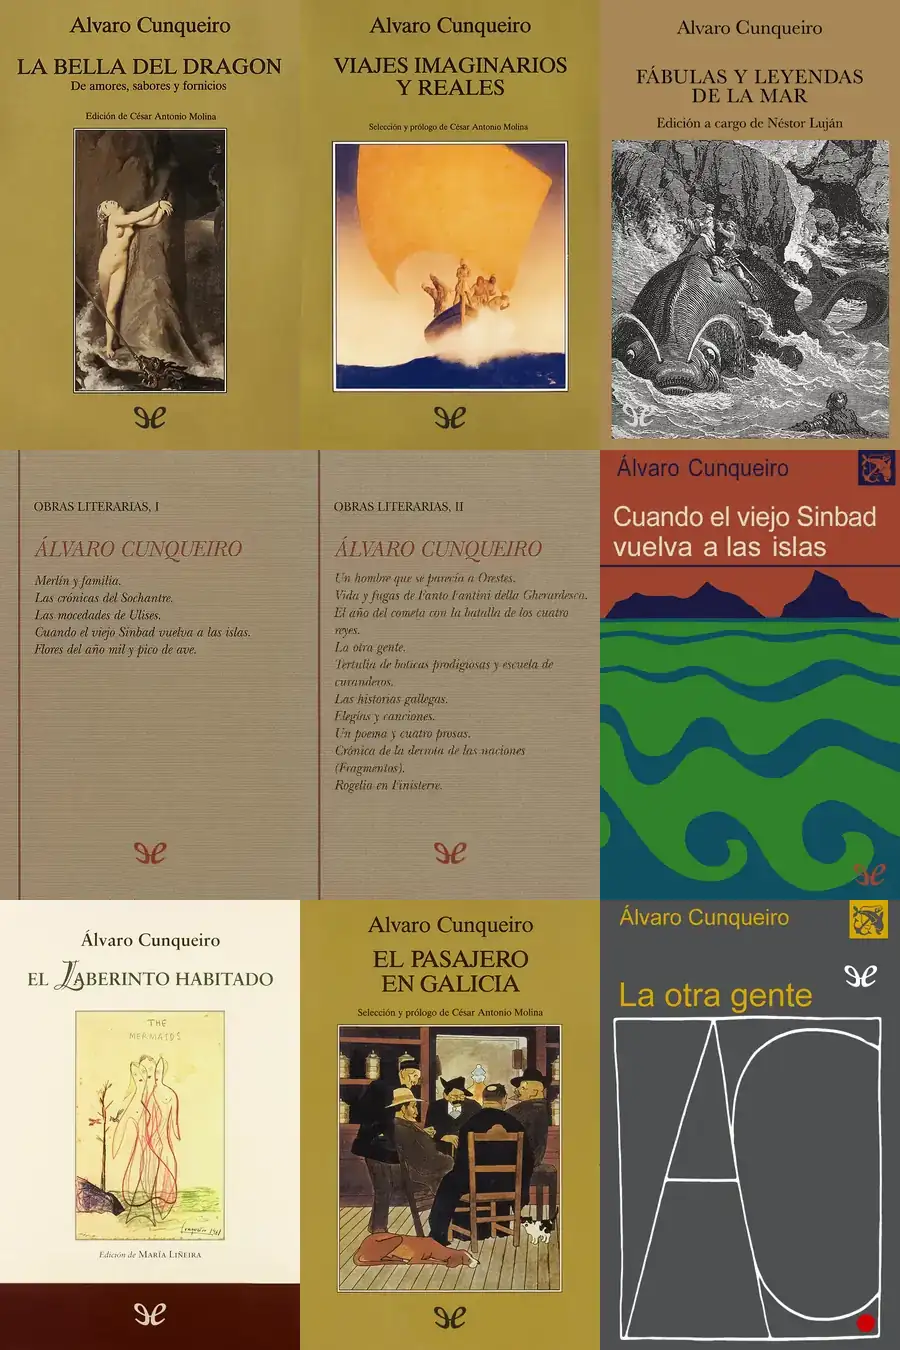 Alvaro Cunqueiro
LA BELLA DEL DRAGON
De amores, sabores y fornicios
Edición de César Antonio Molina
Alvaro Cunqueiro
VIAJES IMAGINARIOS
Y REALES
Selección y prólogo de César Antonio Molina
Alvaro Cunqueiro
FÁBULAS Y LEYENDAS
DE LA MAR
Edición a cargo de Néstor Luján
OBRAS LITERARIAS, I
ÁLVARO CUNQUEIRO
Merlín y familia.
Las crónicas del Sochantre.
Las mocedades de Ulises.
Cuando el viejo Sinbad vuelva a las islas.
Flores del año mil y pico de ave.
OBRAS LITERARIAS, II
ÁLVARO CUNQUEIRO
Un hombre que se parecía a Orestes.
Vida y fugas de Fanto Fantini della Gherardesca.
El año del cometa con la batalla de los cuatro
reyes.
La otra gente.
Tertulia de boticas prodigiosas y escuela de
curanderos.
Las historias gallegas.
Elegías y canciones.
Un poema y cuatro prosas.
Crónica de la derrota de las naciones
(Fragmentos).
Rogelia en Finisterre.
Álvaro Cunqueiro
Cuando el viejo Sinbad
vuelva a las islas
Álvaro Cunqueiro
EL LABERINTO HABITADO
THE
MERMAIDS
Edición de MARÍA LIÑEIRA
Alvaro Cunqueiro
EL PASAJERO
EN GALICIA
Selección y prólogo de César Antonio Molina
Álvaro Cunqueiro
La otra gente
AC